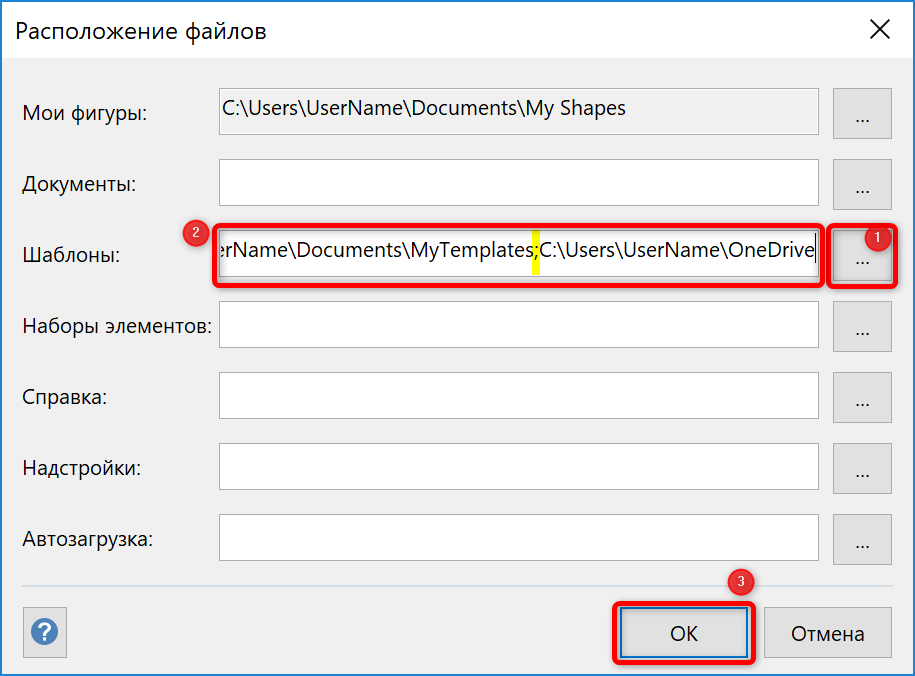 Расположение файлов
Мои фигуры: C:\Users\UserName\Documents\My Shapes ...
Документы: ...
Шаблоны: 2 erName\Documents\MyTemplates;C:\Users\UserName\OneDrive 1 ...
Наборы элементов: ...
Справка: ...
Надстройки: ...
Автозагрузка: ...
3
? ОК Отмена